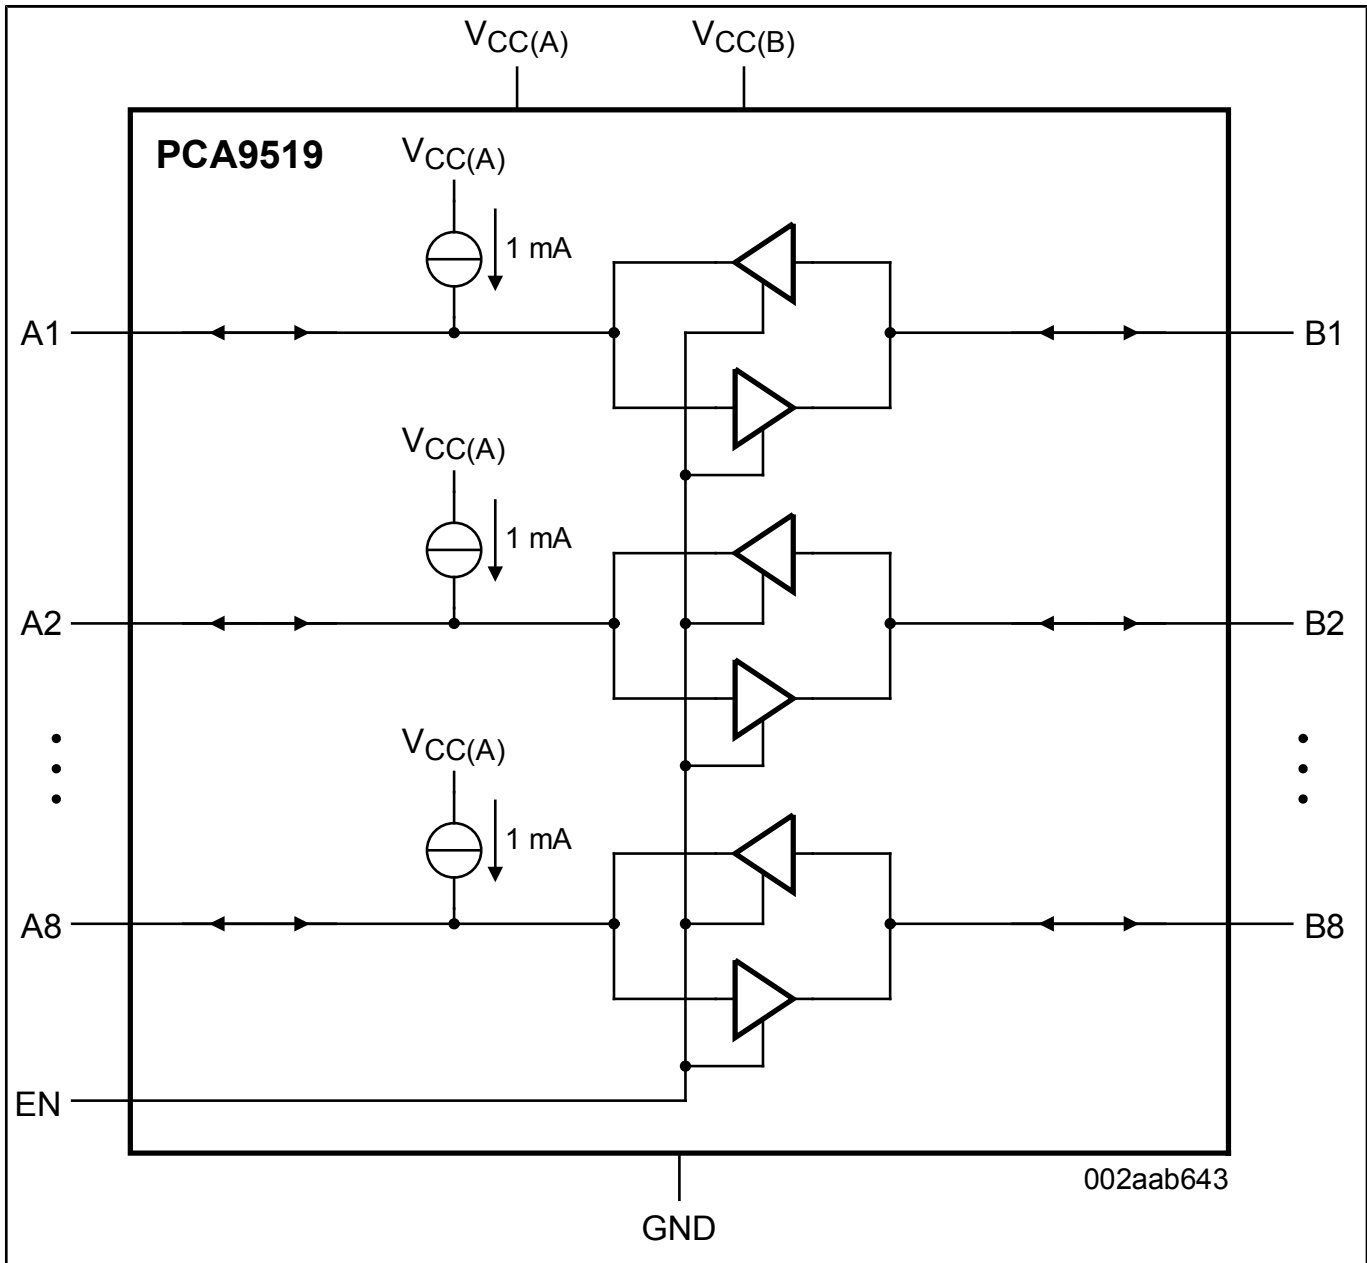 VCC(A) VCC(B)
PCA9519
VCC(A)
1 mA
A1 B1
VCC(A)
1 mA
A2 B2
VCC(A)
1 mA
A8 B8
EN
002aab643
GND